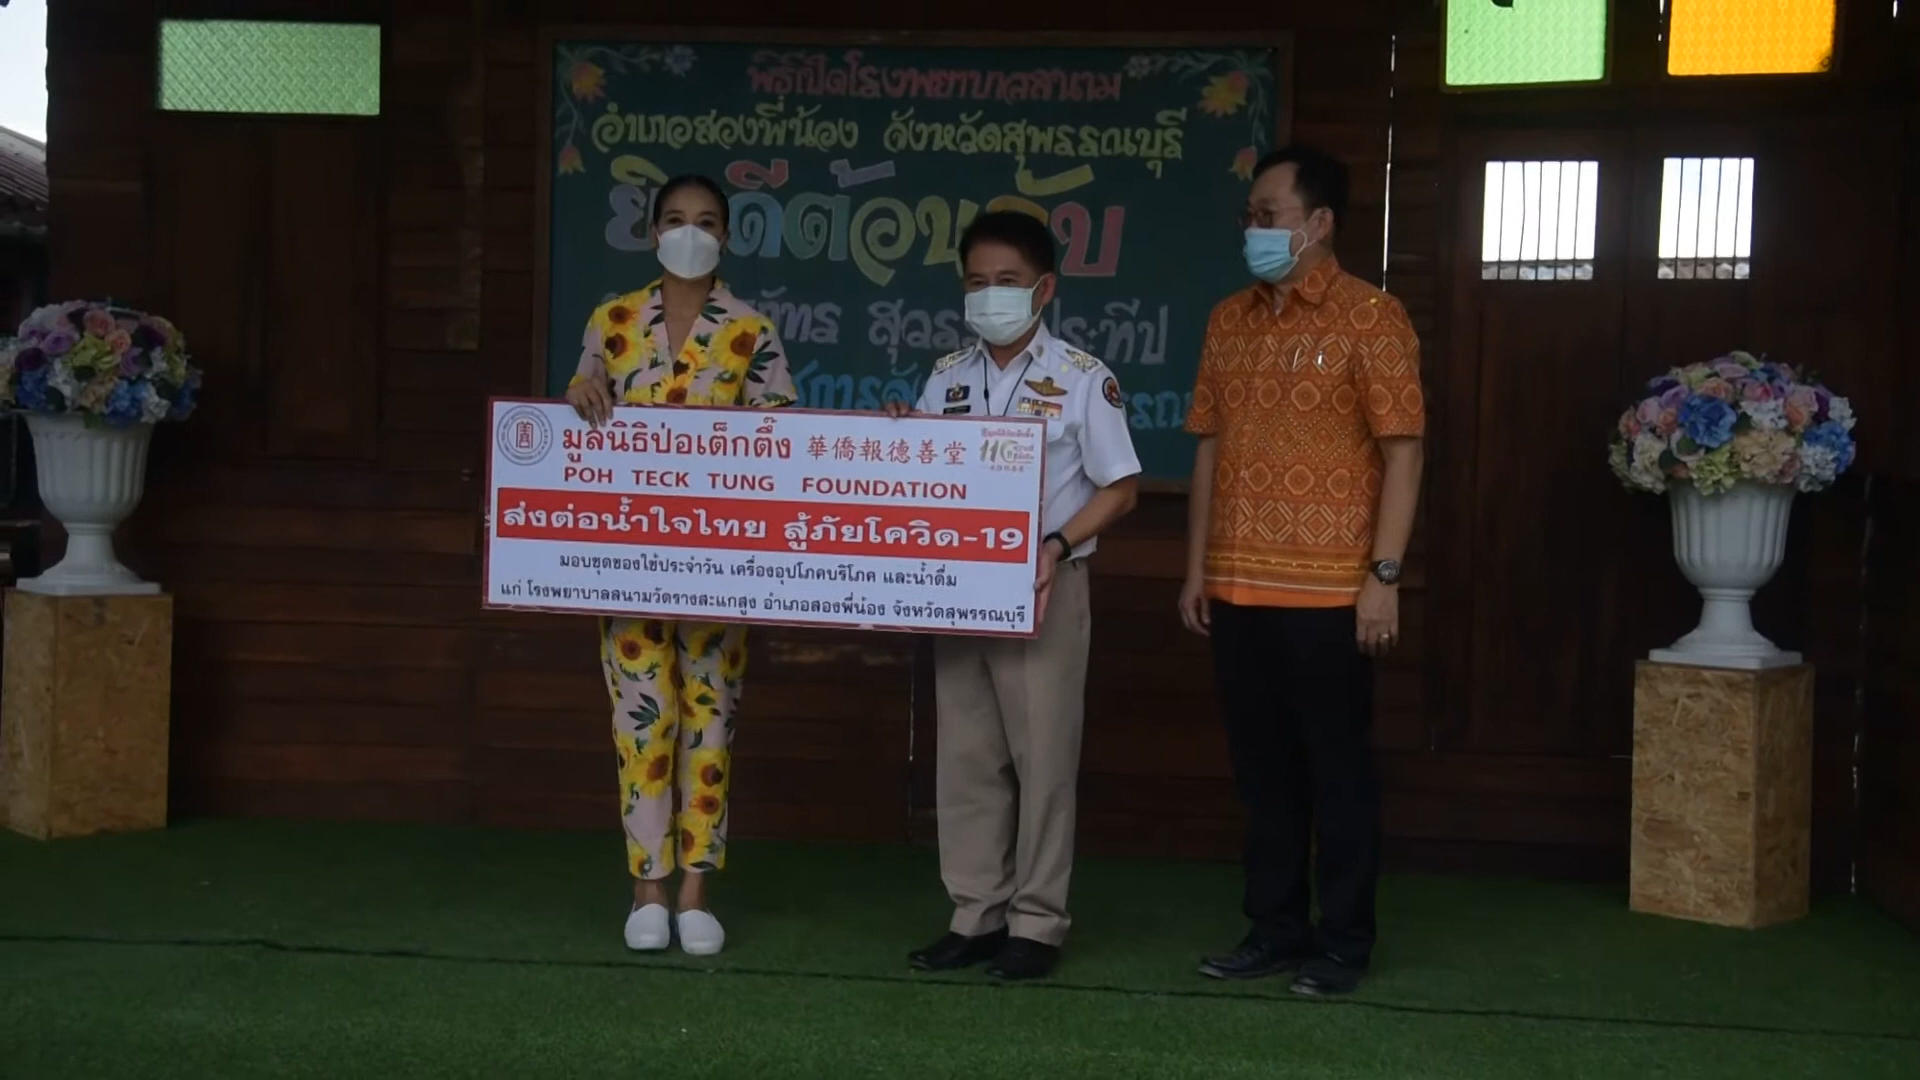 พิธีเปิดโรงพยาบาลสนาม
อำเภอสองพี่น้อง จังหวัดสุพรรณบุรี
ยินดีต้อนรับ
มูลนิธิป่อเต็กตึ๊ง 華僑報德善堂
POH TECK TUNG FOUNDATION
ส่งต่อน้ำใจไทย สู้ภัยโควิด-19
มอบชุดของใช้ประจำวัน เครื่องอุปโภคบริโภค และน้ำดื่ม
แก่ โรงพยาบาลสนามวัดรางสะแกสูง อำเภอสองพี่น้อง จังหวัดสุพรรณบุรี
110